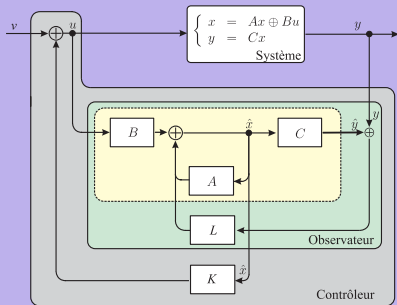 v
u
x = Ax ⊕ Bu
y = Cx
Système
y
y
B
⊕
x̂
C
ŷ
⊕
A
L
Observateur
x̂
K
Contrôleur